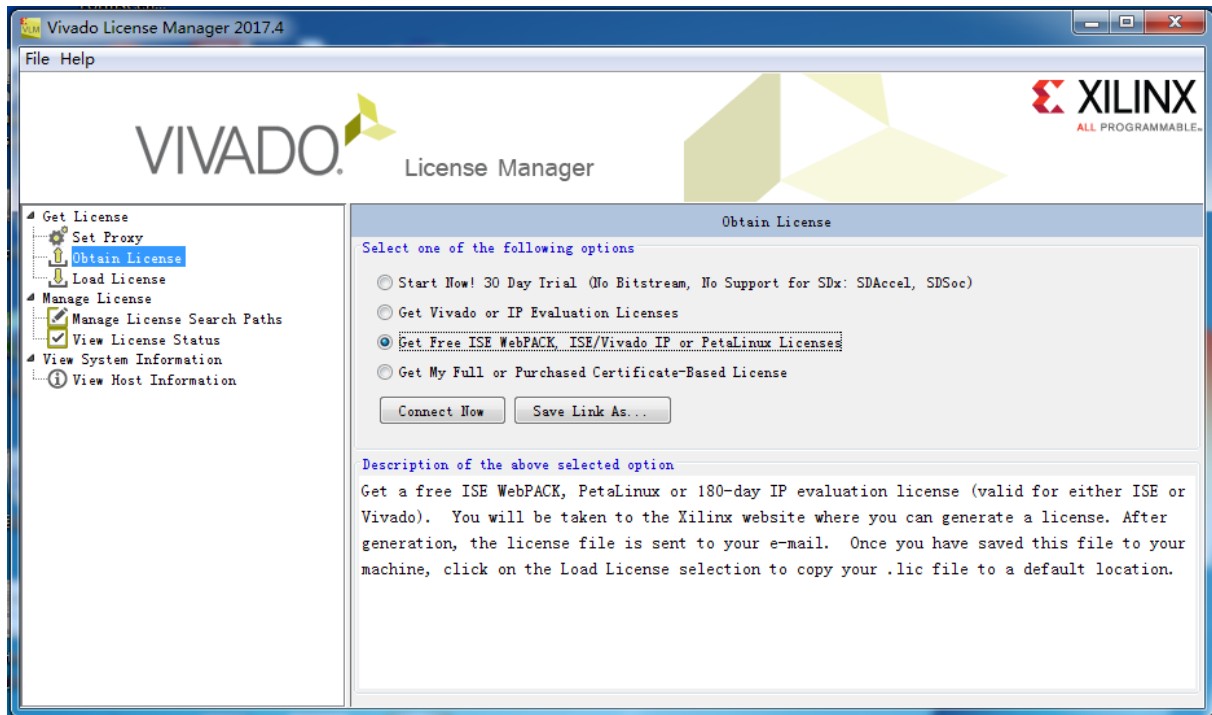 Vivado License Manager 2017.4
File Help
VIVADO.
License Manager
XILINX
ALL PROGRAMMABLE™
Get License
Set Proxy
Obtain License
Load License
Manage License
Manage License Search Paths
View License Status
View System Information
View Host Information
Obtain License
Select one of the following options
Start Now! 30 Day Trial (No Bitstream, No Support for SDx: SDAccel, SDSoc)
Get Vivado or IP Evaluation Licenses
Get Free ISE WebPACK, ISE/Vivado IP or PetaLinux Licenses
Get My Full or Purchased Certificate-Based License
Connect Now Save Link As...
Description of the above selected option
Get a free ISE WebPACK, PetaLinux or 180-day IP evaluation license (valid for either ISE or
Vivado). You will be taken to the Xilinx website where you can generate a license. After
generation, the license file is sent to your e-mail. Once you have saved this file to your
machine, click on the Load License selection to copy your .lic file to a default location.